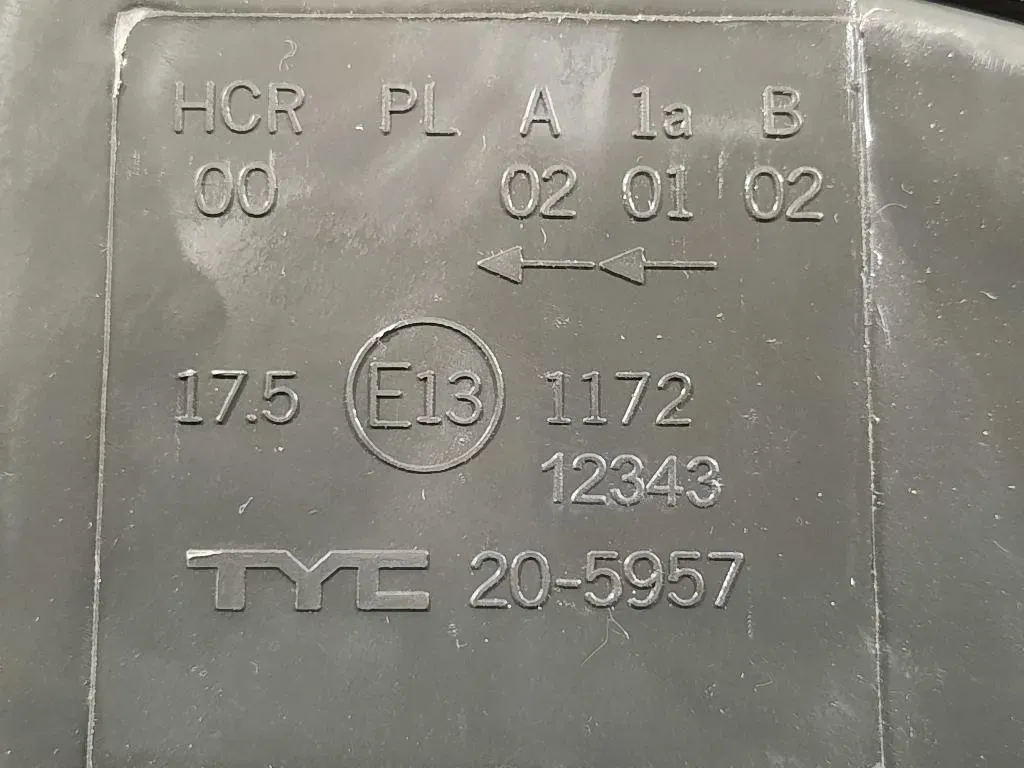 HCR PL A 1a B
00 02 01 02
17.5 E13 1172
12343
TYC 20-5957